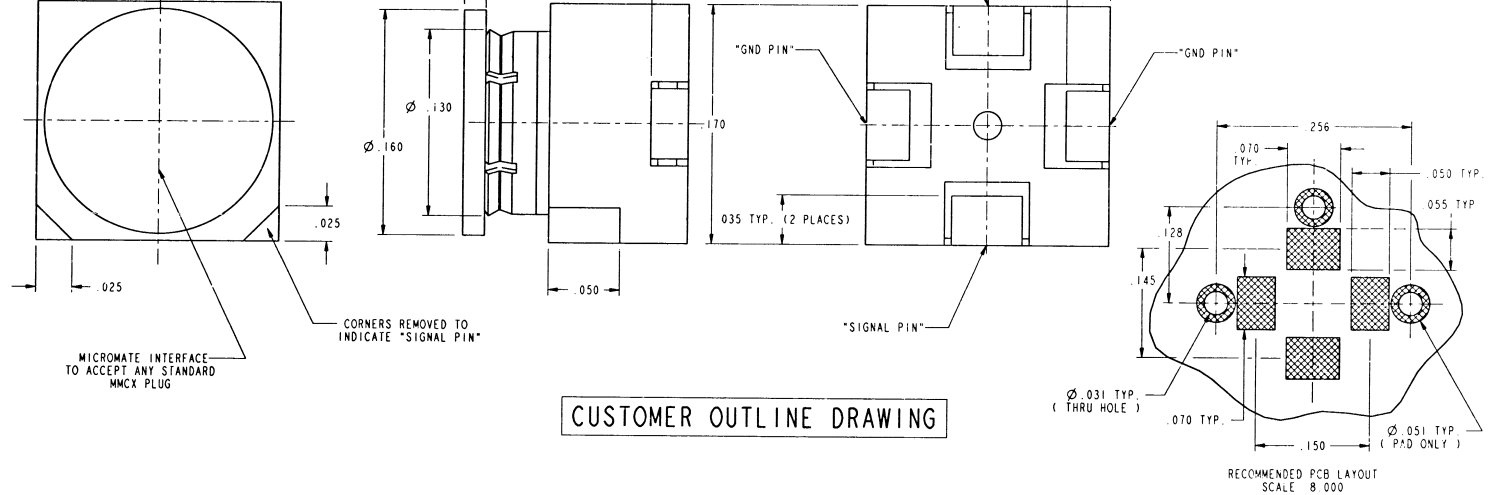 .025
.025
CORNERS REMOVED TO
INDICATE "SIGNAL PIN"
MICROMATE INTERFACE
TO ACCEPT ANY STANDARD
MMCX PLUG
Ø .160
Ø .130
.050
.170
"GND PIN"
"GND PIN"
.035 TYP. (2 PLACES)
"SIGNAL PIN"
CUSTOMER OUTLINE DRAWING
.256
.070
TYP.
.050 TYP.
.055 TYP
.128
.145
Ø.031 TYP.
( THRU HOLE )
.070 TYP.
.150
Ø.051 TYP.
( PAD ONLY )
RECOMMENDED PCB LAYOUT
SCALE 8.000